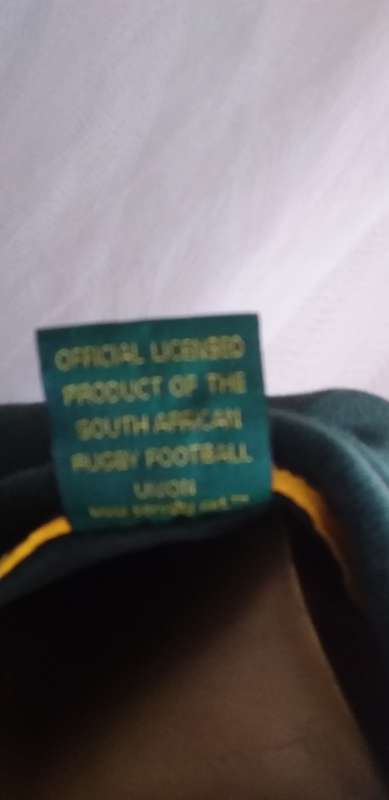 OFFICIAL LICENSED
PRODUCT OF THE
SOUTH AFRICAN
RUGBY FOOTBALL
UNION